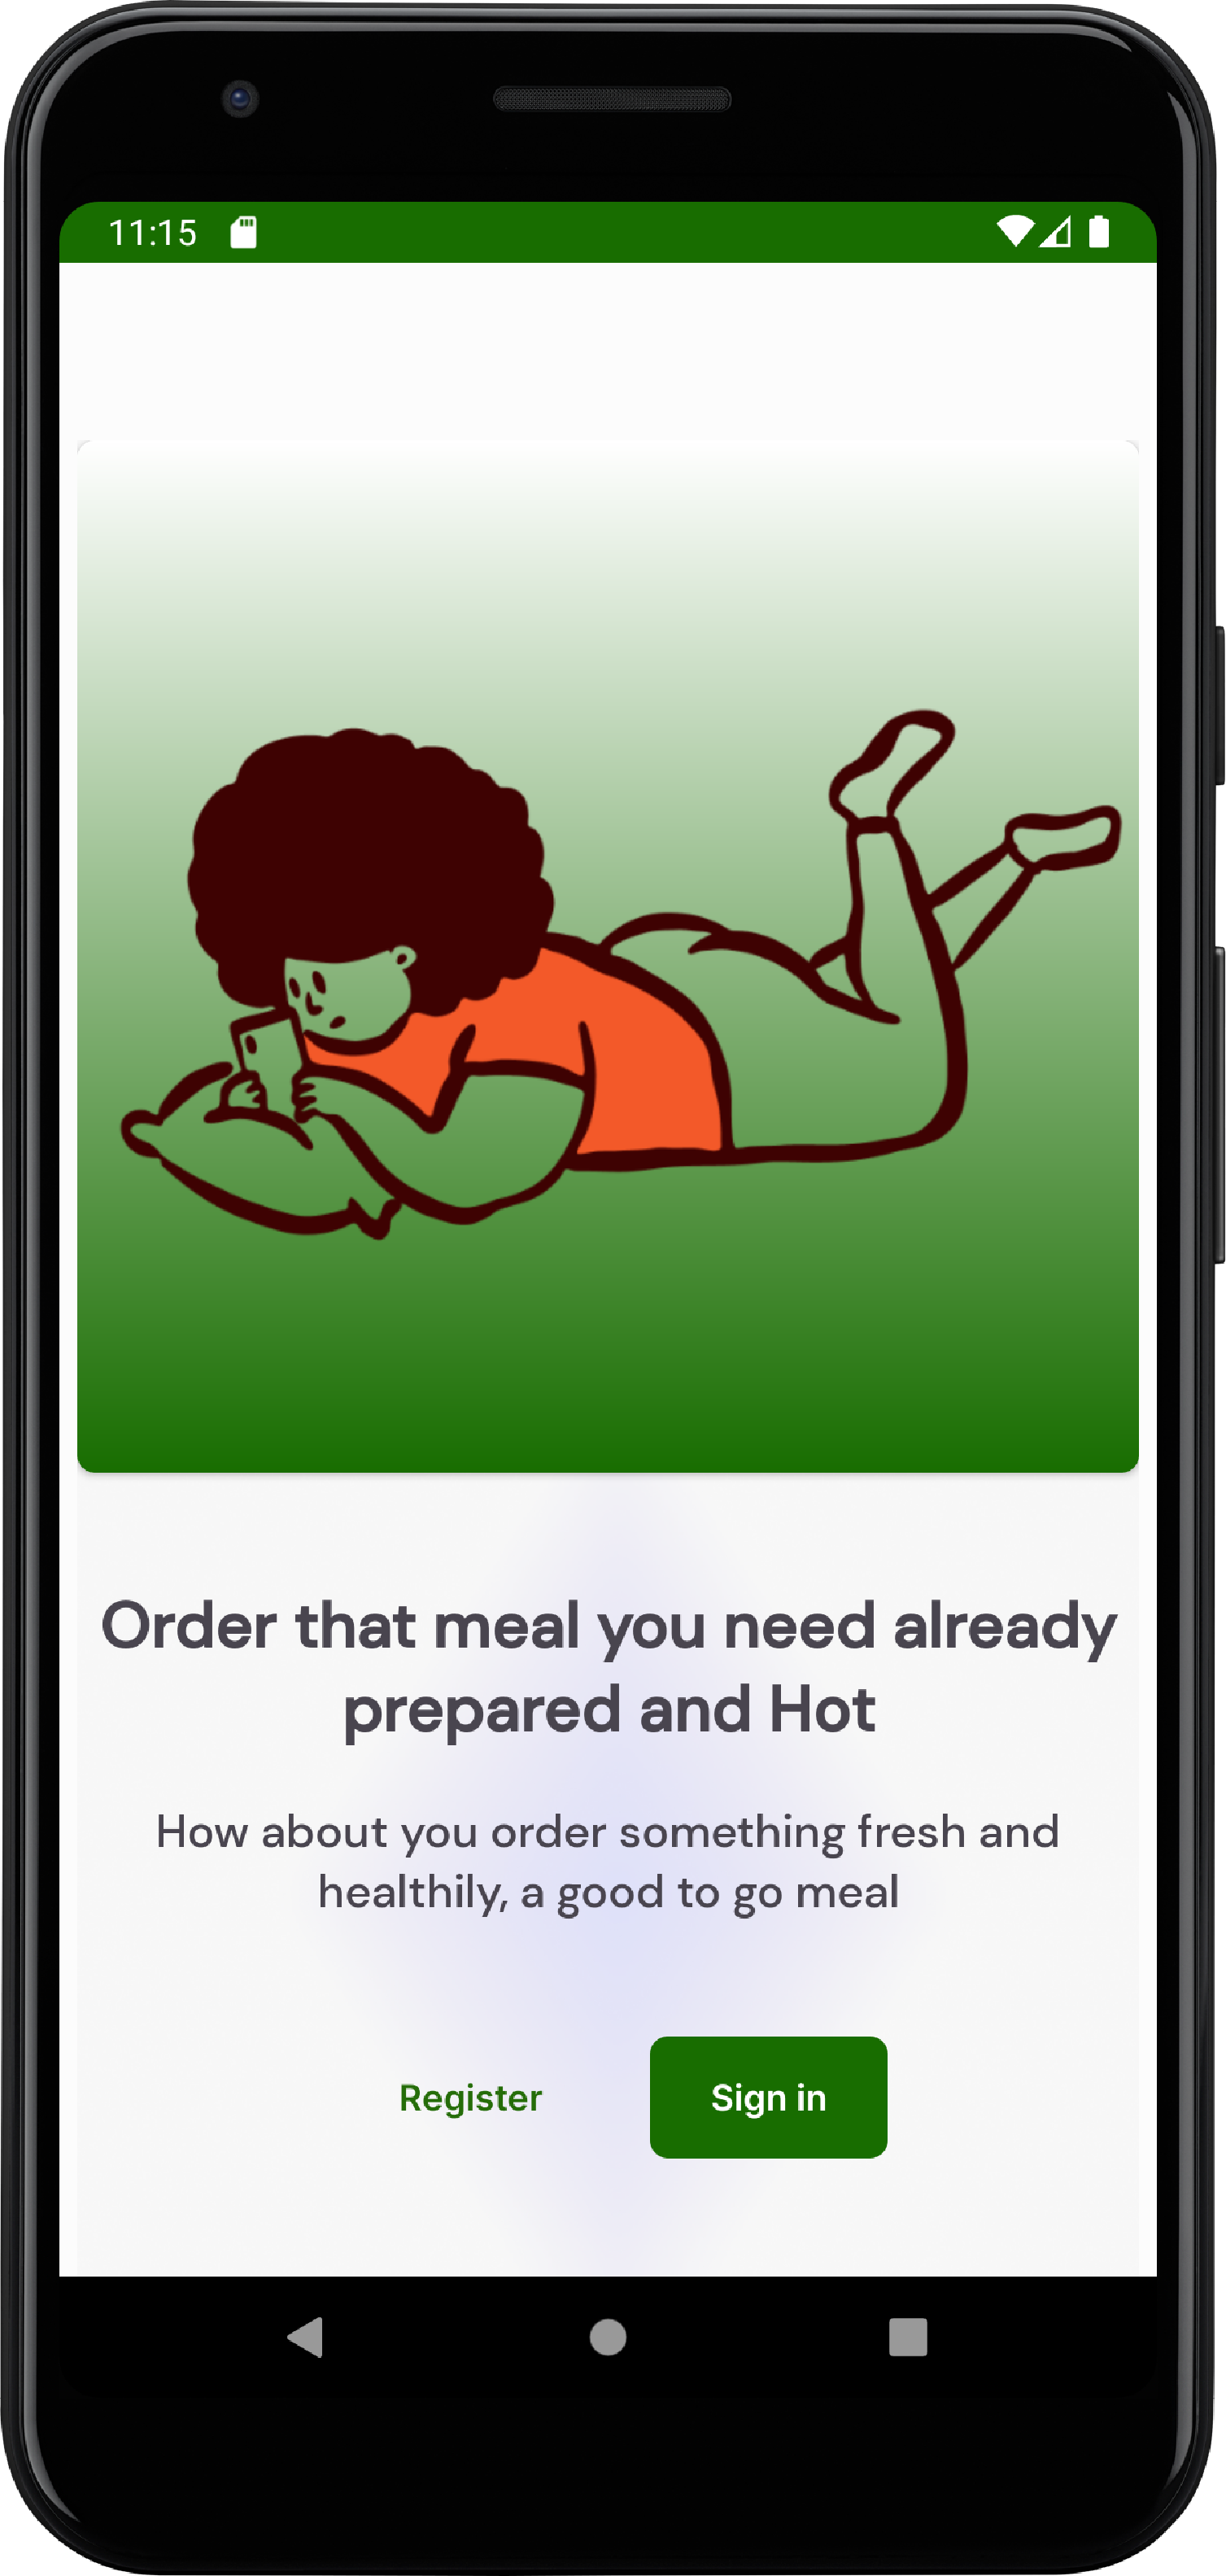 11:15
Order that meal you need already
prepared and Hot
How about you order something fresh and
healthily, a good to go meal
Register
Sign in